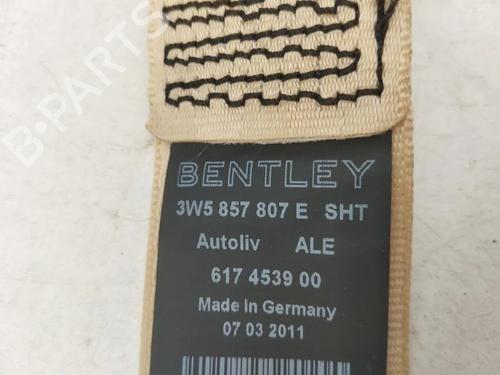 BENTLEY
3W5 857 807 E SHT
Autoliv ALE
617 4539 00
Made in Germany
07 03 2011
B-PARTS